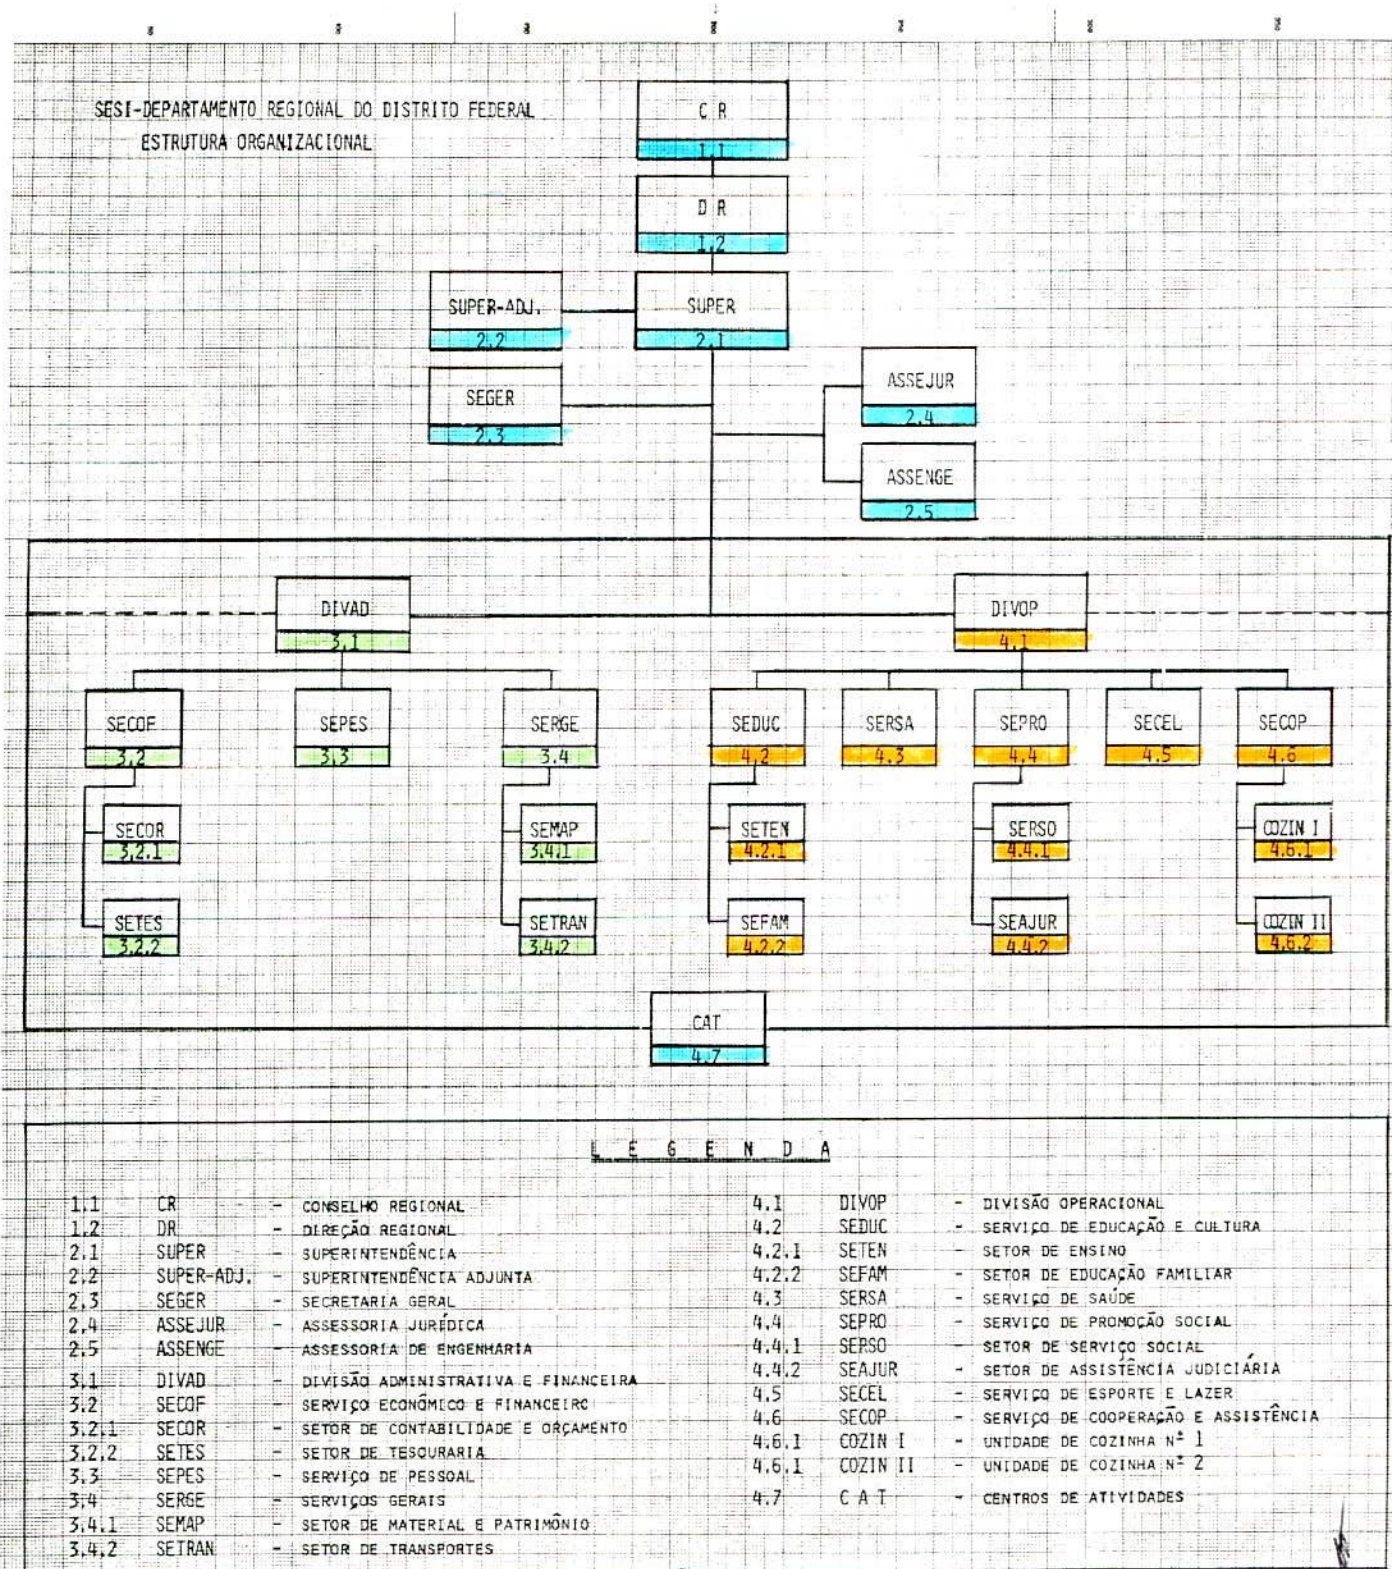 SESI-DEPARTAMENTO REGIONAL DO DISTRITO FEDERAL
ESTRUTURA ORGANIZACIONAL
C R
1.1
D R
1.2
SUPER-ADJ.
2.2
SUPER
2.1
SEGER
2.3
ASSEJUR
2.4
ASSENGE
2.5
DIVAD
3.1
DIVOP
4.1
SECOF
3.2
SEPES
3.3
SERGE
3.4
SEDUC
4.2
SERSA
4.3
SEPRO
4.4
SECEL
4.5
SECOP
4.6
SECOR
3.2.1
SEMAP
3.4.1
SETEN
4.2.1
SERSO
4.4.1
COZIN I
4.6.1
SETES
3.2.2
SETRAN
3.4.2
SEFAM
4.2.2
SEAJUR
4.4.2
COZIN II
4.6.2
CAT
4.7
L E G E N D A
1.1 CR - CONSELHO REGIONAL
1.2 DR - DIREÇÃO REGIONAL
2.1 SUPER - SUPERINTENDÊNCIA
2.2 SUPER-ADJ. - SUPERINTENDÊNCIA ADJUNTA
2.3 SEGER - SECRETARIA GERAL
2.4 ASSEJUR - ASSESSORIA JURÍDICA
2.5 ASSENGE - ASSESSORIA DE ENGENHARIA
3.1 DIVAD - DIVISÃO ADMINISTRATIVA E FINANCEIRA
3.2 SECOF - SERVIÇO ECONÔMICO E FINANCEIRO
3.2.1 SECOR - SETOR DE CONTABILIDADE E ORÇAMENTO
3.2.2 SETES - SETOR DE TESOURARIA
3.3 SEPES - SERVIÇO DE PESSOAL
3.4 SERGE - SERVIÇOS GERAIS
3.4.1 SEMAP - SETOR DE MATERIAL E PATRIMÔNIO
3.4.2 SETRAN - SETOR DE TRANSPORTES
4.1 DIVOP - DIVISÃO OPERACIONAL
4.2 SEDUC - SERVIÇO DE EDUCAÇÃO E CULTURA
4.2.1 SETEN - SETOR DE ENSINO
4.2.2 SEFAM - SETOR DE EDUCAÇÃO FAMILIAR
4.3 SERSA - SERVIÇO DE SAÚDE
4.4 SEPRO - SERVIÇO DE PROMOÇÃO SOCIAL
4.4.1 SERSO - SETOR DE SERVIÇO SOCIAL
4.4.2 SEAJUR - SETOR DE ASSISTÊNCIA JUDICIÁRIA
4.5 SECEL - SERVIÇO DE ESPORTE E LAZER
4.6 SECOP - SERVIÇO DE COOPERAÇÃO E ASSISTÊNCIA
4.6.1 COZIN I - UNIDADE DE COZINHA Nº 1
4.6.1 COZIN II - UNIDADE DE COZINHA Nº 2
4.7 C A T - CENTROS DE ATIVIDADES